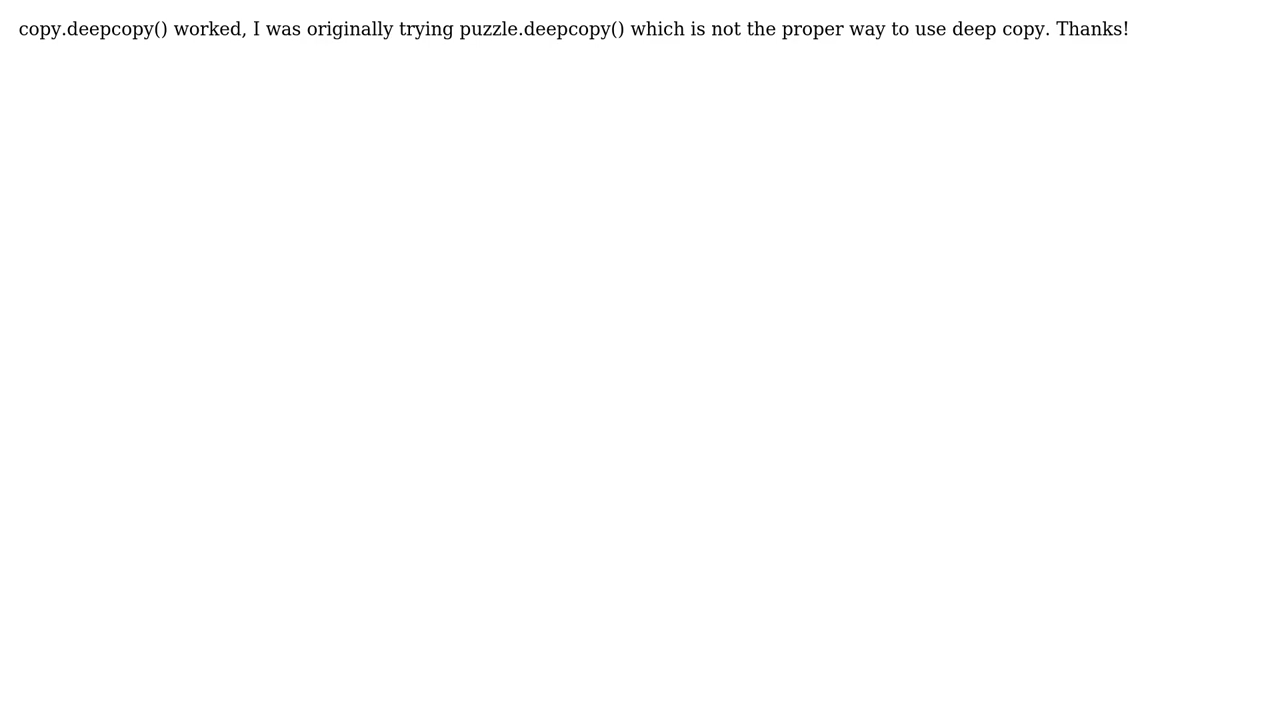 copy.deepcopy() worked, I was originally trying puzzle.deepcopy() which is not the proper way to use deep copy. Thanks!